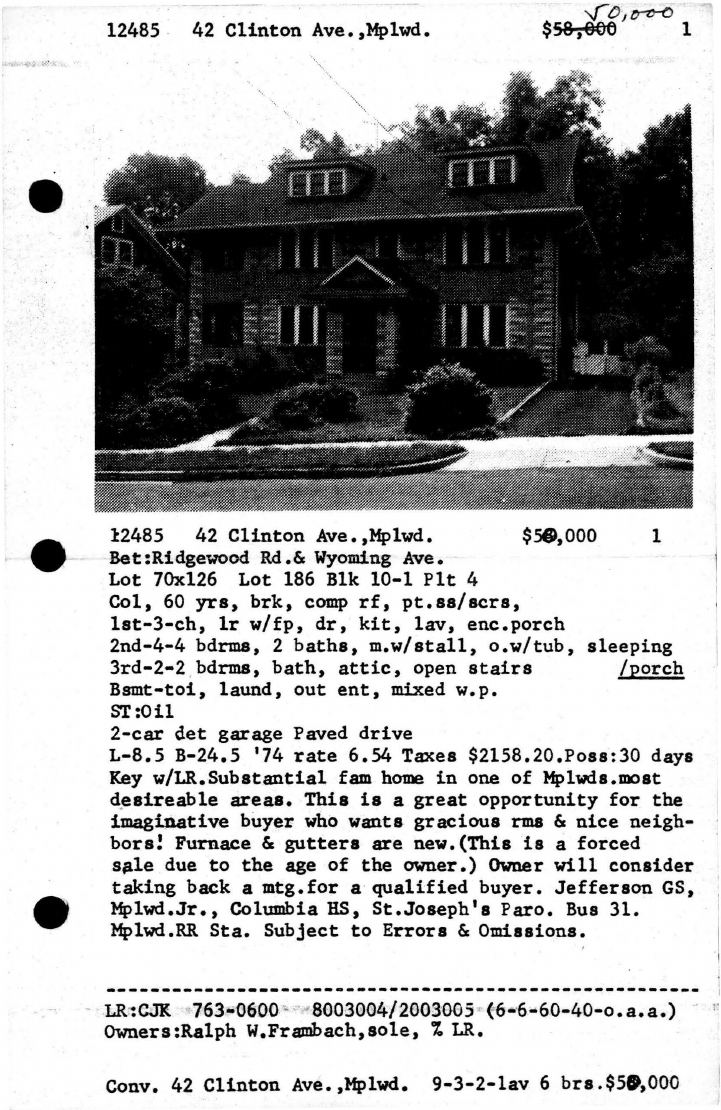 √0,000
12485 42 Clinton Ave.,Mplwd. $58,000 1
12485 42 Clinton Ave.,Mplwd. 1
Bet:Ridgewood Rd.& Wyoming Ave.
Lot 70x126 Lot 186 Blk 10-1 Plt 4
Col, 60 yrs, brk, comp rf, pt.ss/scrs,
1st-3-ch, lr w/fp, dr, kit, lav, enc.porch
2nd-4-4 bdrms, 2 baths, m.w/stall, o.w/tub, sleeping
3rd-2-2 bdrms, bath, attic, open stairs /porch
Bsmt-toi, laund, out ent, mixed w.p.
ST:Oil
2-car det garage Paved drive
L-8.5 B-24.5 '74 rate 6.54 Taxes $2158.20.Poss:30 days
Key w/LR.Substantial fam home in one of Mplwds.most
desireable areas. This is a great opportunity for the
imaginative buyer who wants gracious rms & nice neigh-
bors! Furnace & gutters are new.(This is a forced
sale due to the age of the owner.) Owner will consider
taking back a mtg.for a qualified buyer. Jefferson GS,
Mplwd.Jr., Columbia HS, St.Joseph's Paro. Bus 31.
Mplwd.RR Sta. Subject to Errors & Omissions.
LR:CJK 763-0600 8003004/2003005 (6-6-60-40-o.a.a.)
Owners:Ralph W.Frambach,sole, % LR.
Conv. 42 Clinton Ave.,Mplwd. 9-3-2-lav 6 brs.